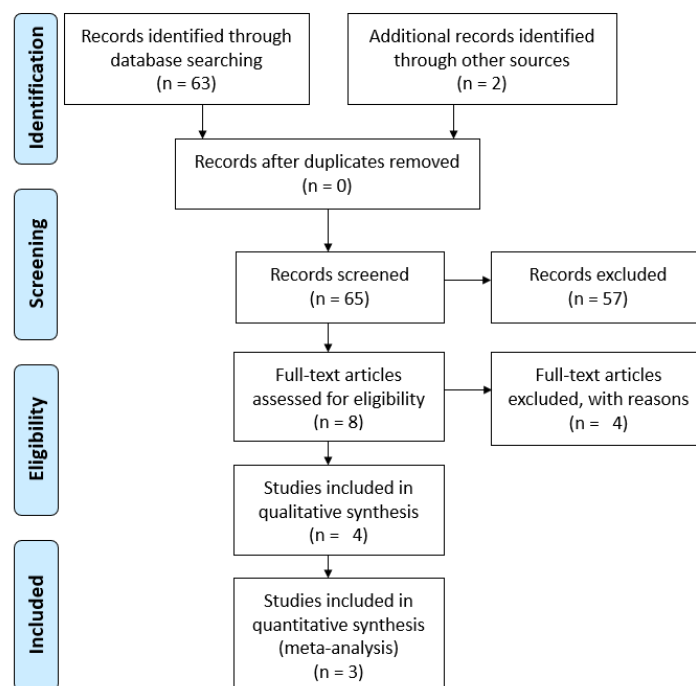 Identification
Records identified through
database searching
(n = 63)
Additional records identified
through other sources
(n = 2)
Records after duplicates removed
(n = 0)
Screening
Records screened
(n = 65)
Records excluded
(n = 57)
Eligibility
Full-text articles
assessed for eligibility
(n = 8)
Full-text articles
excluded, with reasons
(n = 4)
Studies included in
qualitative synthesis
(n = 4)
Included
Studies included in
quantitative synthesis
(meta-analysis)
(n = 3)